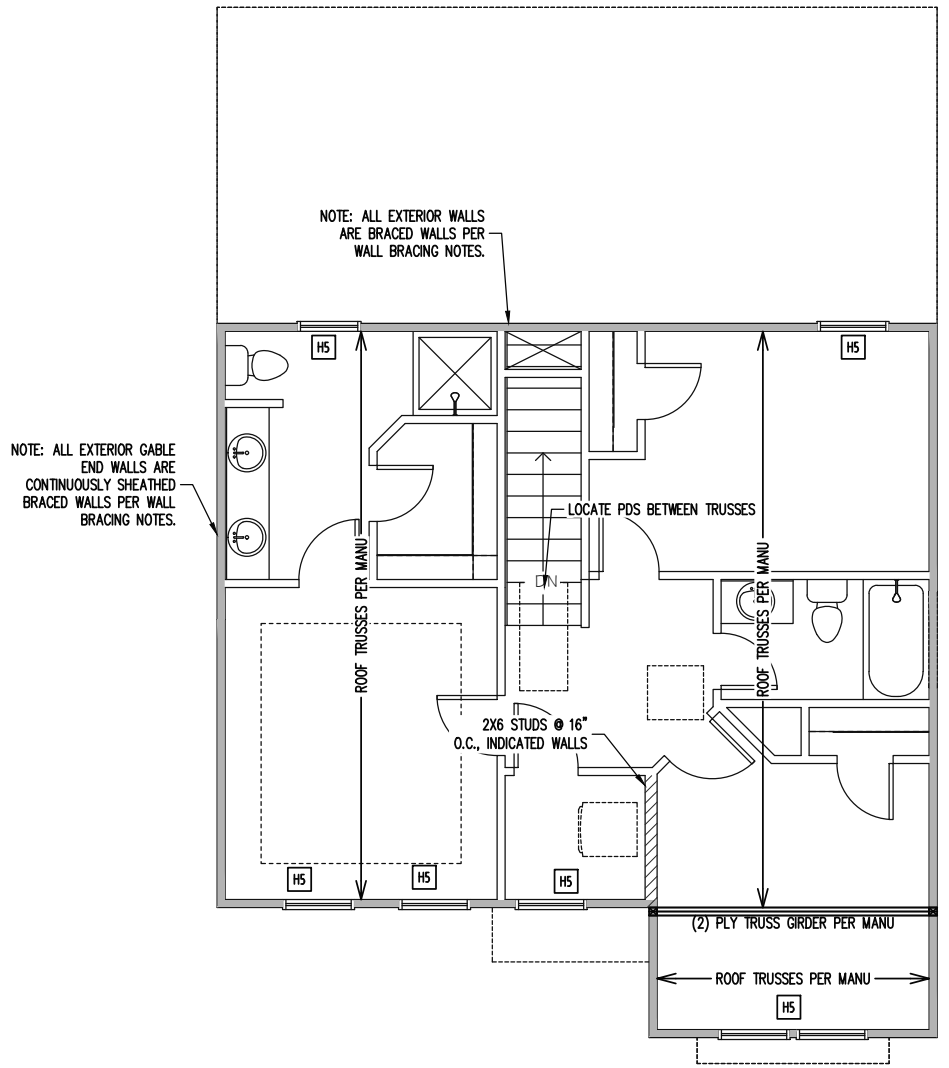 NOTE: ALL EXTERIOR WALLS
ARE BRACED WALLS PER
WALL BRACING NOTES.
H5
H5
NOTE: ALL EXTERIOR GABLE
END WALLS ARE
CONTINUOUSLY SHEATHED
BRACED WALLS PER WALL
BRACING NOTES.
LOCATE PDS BETWEEN TRUSSES
DN
ROOF TRUSSES PER MANU
ROOF TRUSSES PER MANU
2X6 STUDS @ 16"
O.C., INDICATED WALLS
H5
H5
H5
(2) PLY TRUSS GIRDER PER MANU
ROOF TRUSSES PER MANU
H5